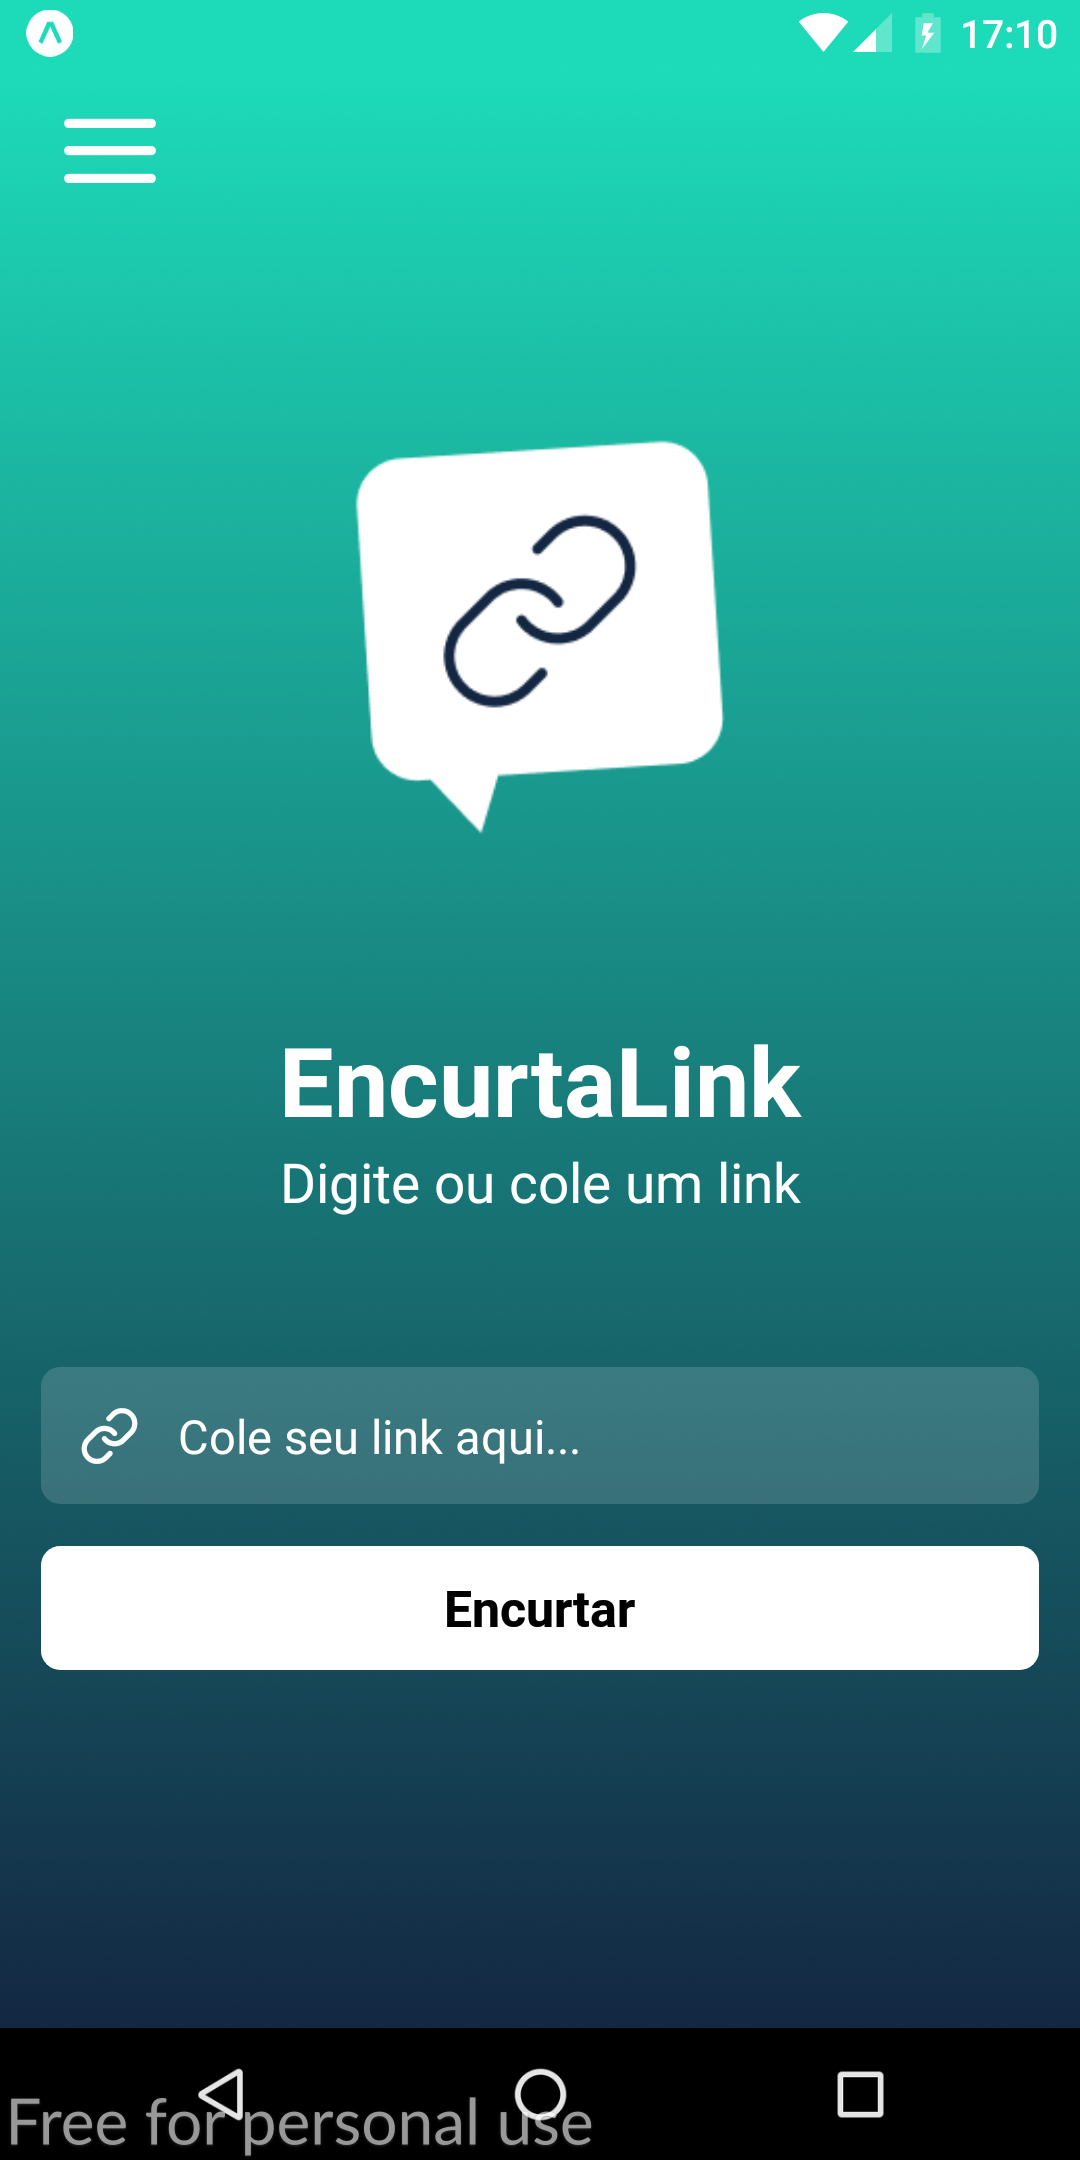 17:10
EncurtaLink
Digite ou cole um link
Cole seu link aqui...
Encurtar
Free for personal use